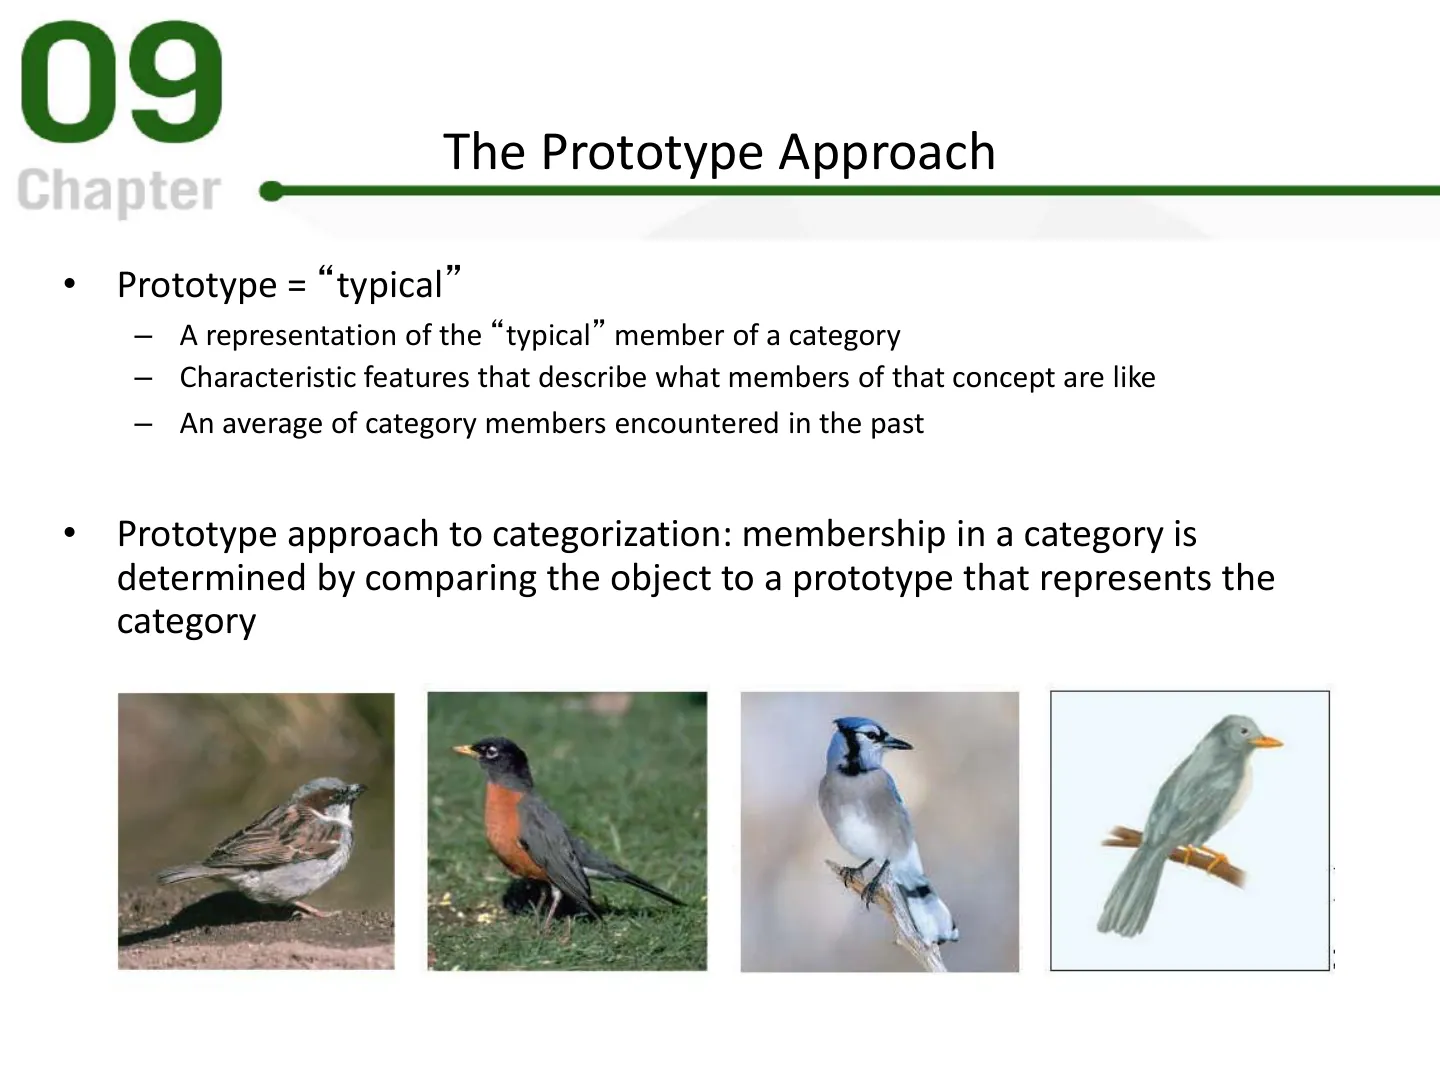 09
Chapter
The Prototype Approach
• Prototype = “typical”
– A representation of the “typical” member of a category
– Characteristic features that describe what members of that concept are like
– An average of category members encountered in the past
• Prototype approach to categorization: membership in a category is
determined by comparing the object to a prototype that represents the
category